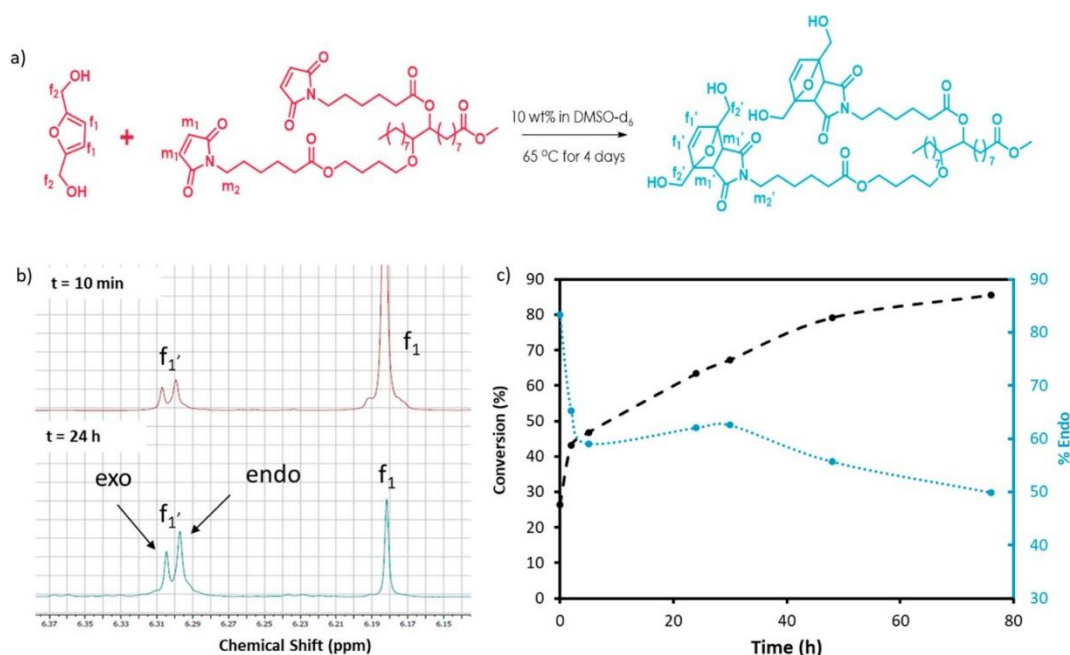 a)
OH
f2
f1
f1
f2
OH
+
O
N
O
O
O
O
O
7
7
O
m1
m1
O
N
O
m2
O
O
O
10 wt% in DMSO-d6
65 °C for 4 days
HO
HO
HO
f2'
f1'
f1'
O
m1'
O
f2'
m1'
HO
O
N
m2'
O
N
O
O
O
7
7
O
O
O
O
O
b)
t = 10 min
f1'
f1
t = 24 h
exo
endo
f1'
f1
6.37 6.35 6.33 6.31 6.29 6.27 6.25 6.23 6.21 6.19 6.17 6.15
Chemical Shift (ppm)
c)
90
80
70
60
50
40
30
20
10
0
Conversion (%)
90
80
70
60
50
40
30
% Endo
0 20 40 60 80
Time (h)